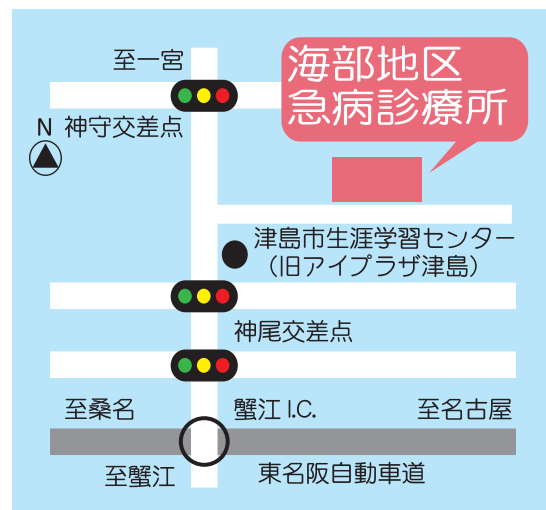 至一宮
海部地区
急病診療所
N
神守交差点
津島市生涯学習センター
（旧アイプラザ津島）
神尾交差点
至桑名
蟹江 I.C.
至名古屋
至蟹江
東名阪自動車道